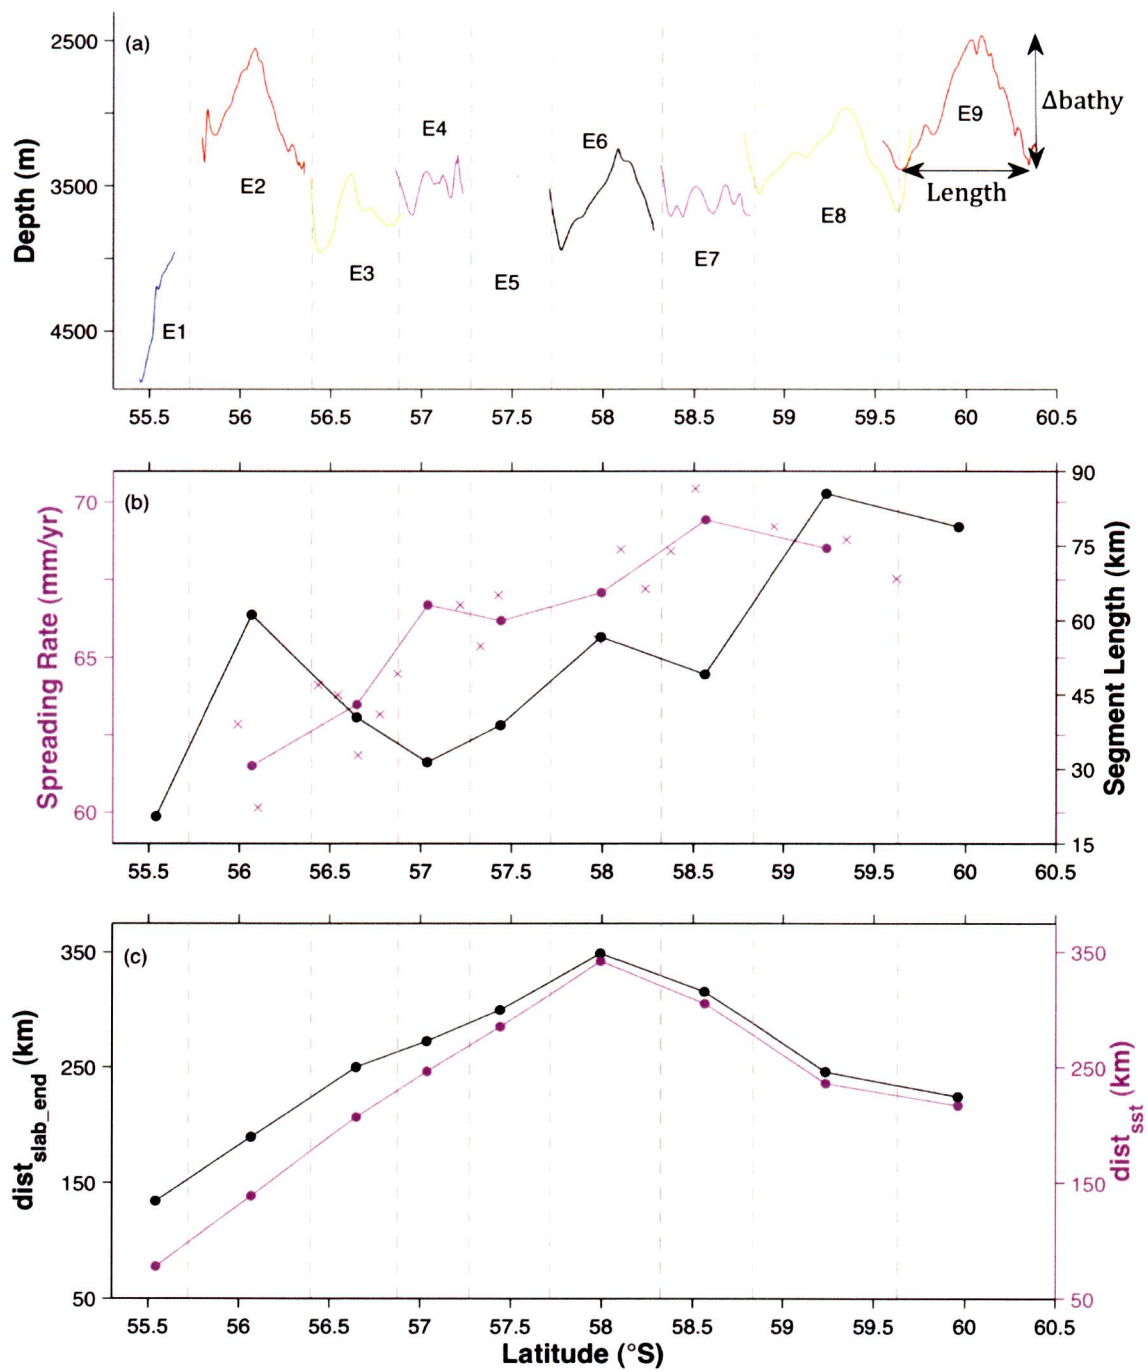 (a)
2500
3500
4500
Depth (m)
E1
E2
E3
E4
E5
E6
E7
E8
E9
Δbathy
Length
55.5 56 56.5 57 57.5 58 58.5 59 59.5 60 60.5
(b)
70
65
60
Spreading Rate (mm/yr)
90
75
60
45
30
15
Segment Length (km)
55.5 56 56.5 57 57.5 58 58.5 59 59.5 60 60.5
(c)
350
250
150
50
dist_slab_end (km)
350
250
150
50
dist_sst (km)
55.5 56 56.5 57 57.5 58 58.5 59 59.5 60 60.5
Latitude (°S)